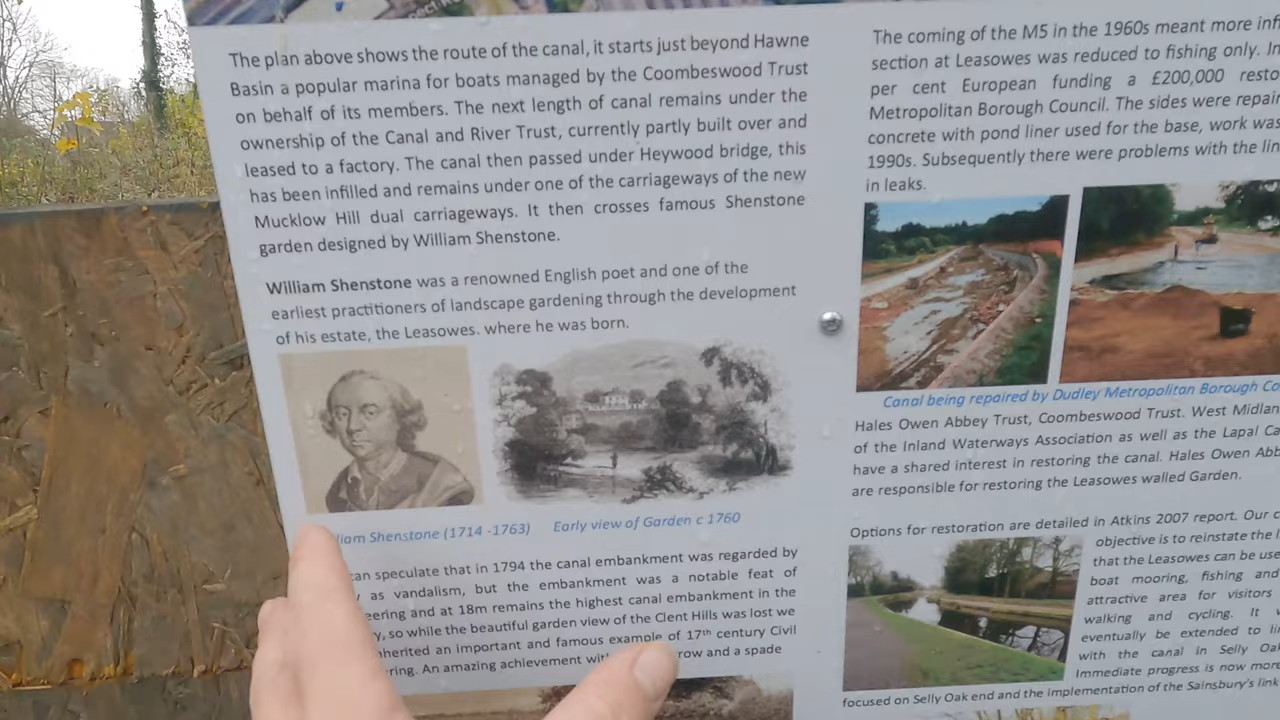 The plan above shows the route of the canal, it starts just beyond Hawne
Basin a popular marina for boats managed by the Coombeswood Trust
on behalf of its members. The next length of canal remains under the
ownership of the Canal and River Trust, currently partly built over and
leased to a factory. The canal then passed under Heywood bridge, this
has been infilled and remains under one of the carriageways of the new
Mucklow Hill dual carriageways. It then crosses famous Shenstone
garden designed by William Shenstone.
William Shenstone was a renowned English poet and one of the
earliest practitioners of landscape gardening through the development
of his estate, the Leasowes. where he was born.
liam Shenstone (1714 -1763) Early view of Garden c 1760
can speculate that in 1794 the canal embankment was regarded by
as vandalism, but the embankment was a notable feat of
eering and at 18m remains the highest canal embankment in the
y, so while the beautiful garden view of the Clent Hills was lost we
nherited an important and famous example of 17th century Civil
ring. An amazing achievement wit row and a spade
The coming of the M5 in the 1960s meant more inf
section at Leasowes was reduced to fishing only. In
per cent European funding a £200,000 resto
Metropolitan Borough Council. The sides were repair
concrete with pond liner used for the base, work was
1990s. Subsequently there were problems with the lin
in leaks.
Canal being repaired by Dudley Metropolitan Borough Co
Hales Owen Abbey Trust, Coombeswood Trust. West Midlan
of the Inland Waterways Association as well as the Lapal Ca
have a shared interest in restoring the canal. Hales Owen Abb
are responsible for restoring the Leasowes walled Garden.
Options for restoration are detailed in Atkins 2007 report. Our
objective is to reinstate the
that the Leasowes can be use
boat mooring, fishing and
attractive area for visitors
walking and cycling. It
eventually be extended to li
with the canal in Selly Oa
Immediate progress is now more
focused on Selly Oak end and the implementation of the Sainsbury's link